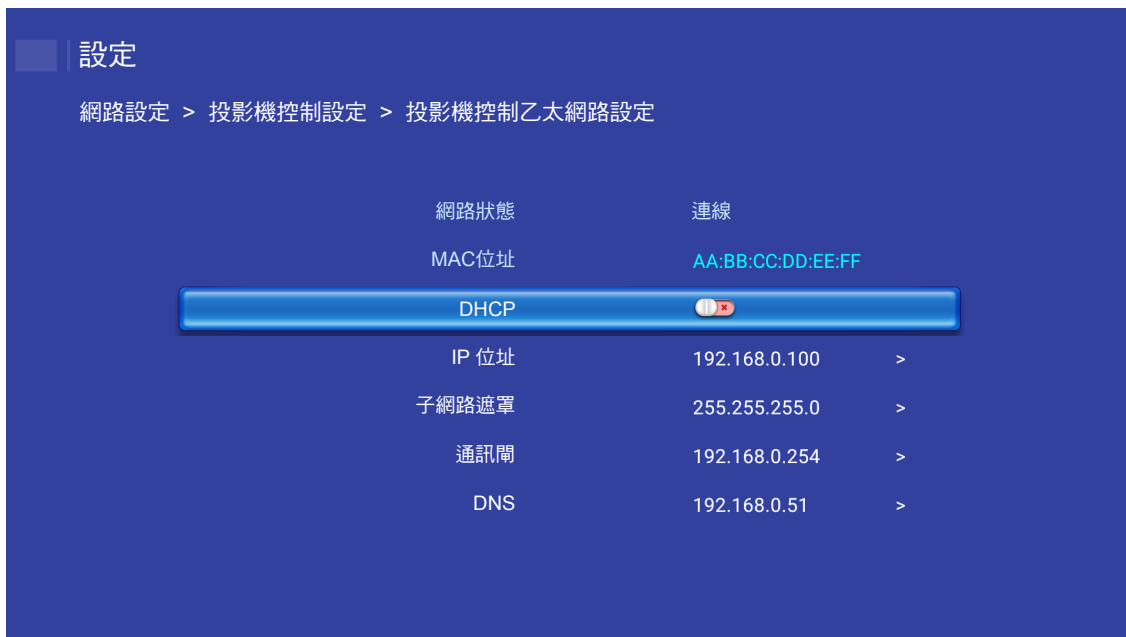 設定
網路設定 > 投影機控制設定 > 投影機控制乙太網路設定
網路狀態 連線
MAC位址 AA:BB:CC:DD:EE:FF
DHCP
IP 位址 192.168.0.100 >
子網路遮罩 255.255.255.0 >
通訊閘 192.168.0.254 >
DNS 192.168.0.51 >